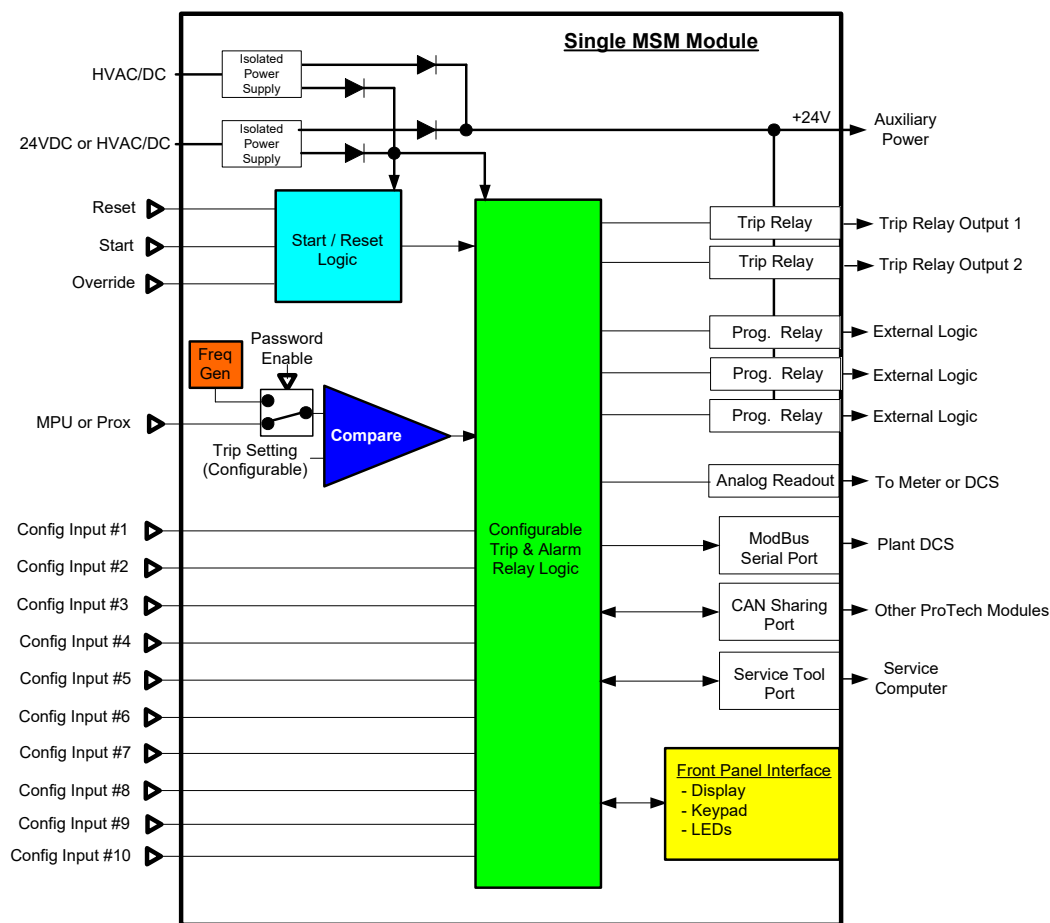 Single MSM Module
HVAC/DC
Isolated
Power
Supply
24VDC or HVAC/DC
Isolated
Power
Supply
+24V
Auxiliary
Power
Reset
Start
Override
Start / Reset
Logic
Trip Relay
Trip Relay Output 1
Trip Relay
Trip Relay Output 2
Prog. Relay
External Logic
Prog. Relay
External Logic
Prog. Relay
External Logic
Freq
Gen
Password
Enable
MPU or Prox
Trip Setting
(Configurable)
Compare
Analog Readout
To Meter or DCS
Configurable
Trip & Alarm
Relay Logic
ModBus
Serial Port
Plant DCS
CAN Sharing
Port
Other ProTech Modules
Service Tool
Port
Service
Computer
Config Input #1
Config Input #2
Config Input #3
Config Input #4
Config Input #5
Config Input #6
Config Input #7
Config Input #8
Config Input #9
Config Input #10
Front Panel Interface
- Display
- Keypad
- LEDs